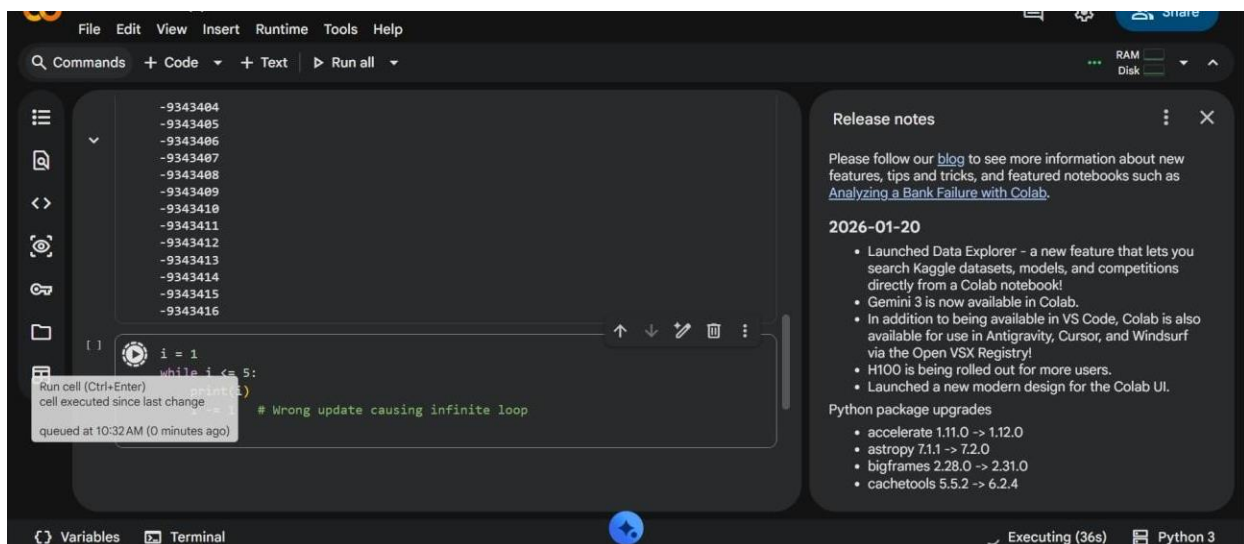 File Edit View Insert Runtime Tools Help
Share
Commands + Code + Text Run all
RAM
Disk
-9343404
-9343405
-9343406
-9343407
-9343408
-9343409
-9343410
-9343411
-9343412
-9343413
-9343414
-9343415
-9343416
[ ]
i = 1
while i <= 5:
print(i)
# Wrong update causing infinite loop
Run cell (Ctrl+Enter)
cell executed since last change
queued at 10:32 AM (0 minutes ago)
Release notes
Please follow our blog to see more information about new
features, tips and tricks, and featured notebooks such as
Analyzing a Bank Failure with Colab.
2026-01-20
• Launched Data Explorer - a new feature that lets you
search Kaggle datasets, models, and competitions
directly from a Colab notebook!
• Gemini 3 is now available in Colab.
• In addition to being available in VS Code, Colab is also
available for use in Antigravity, Cursor, and Windsurf
via the Open VSX Registry!
• H100 is being rolled out for more users.
• Launched a new modern design for the Colab UI.
Python package upgrades
• accelerate 1.11.0 -> 1.12.0
• astropy 7.1.1 -> 7.2.0
• bigframes 2.28.0 -> 2.31.0
• cachetools 5.5.2 -> 6.2.4
{} Variables Terminal
Executing (36s) Python 3